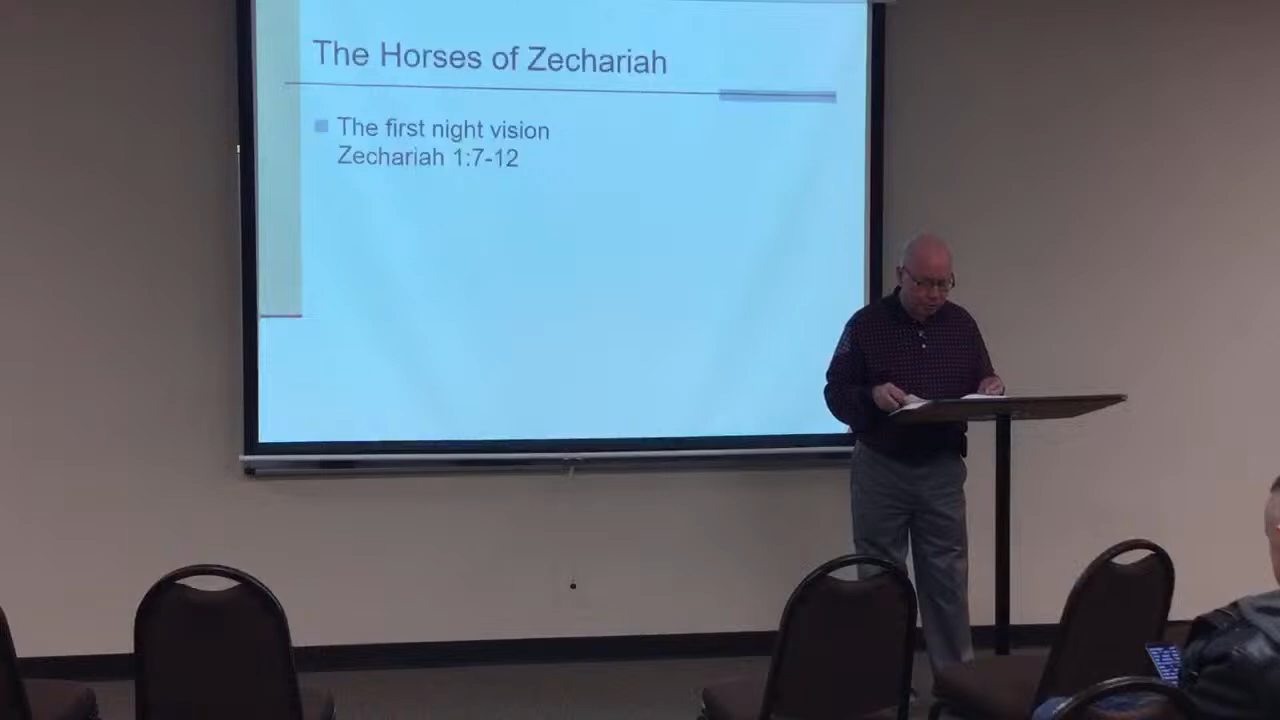 The Horses of Zechariah
The first night vision
Zechariah 1:7-12